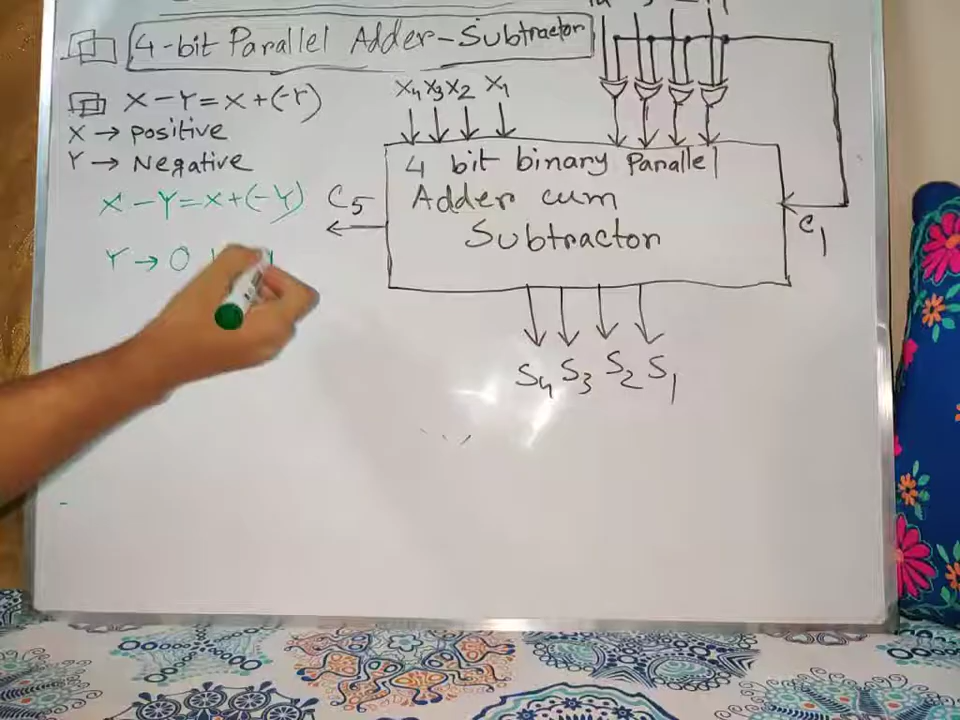 4-bit Parallel Adder-Subtractor
X - Y = X + (-Y)
X → positive
Y → Negative
X - Y = X + (-Y)
Y → 0
X4 X3 X2 X1
4 bit binary Parallel
Adder cum
Subtractor
C5
C1
S4 S3 S2 S1